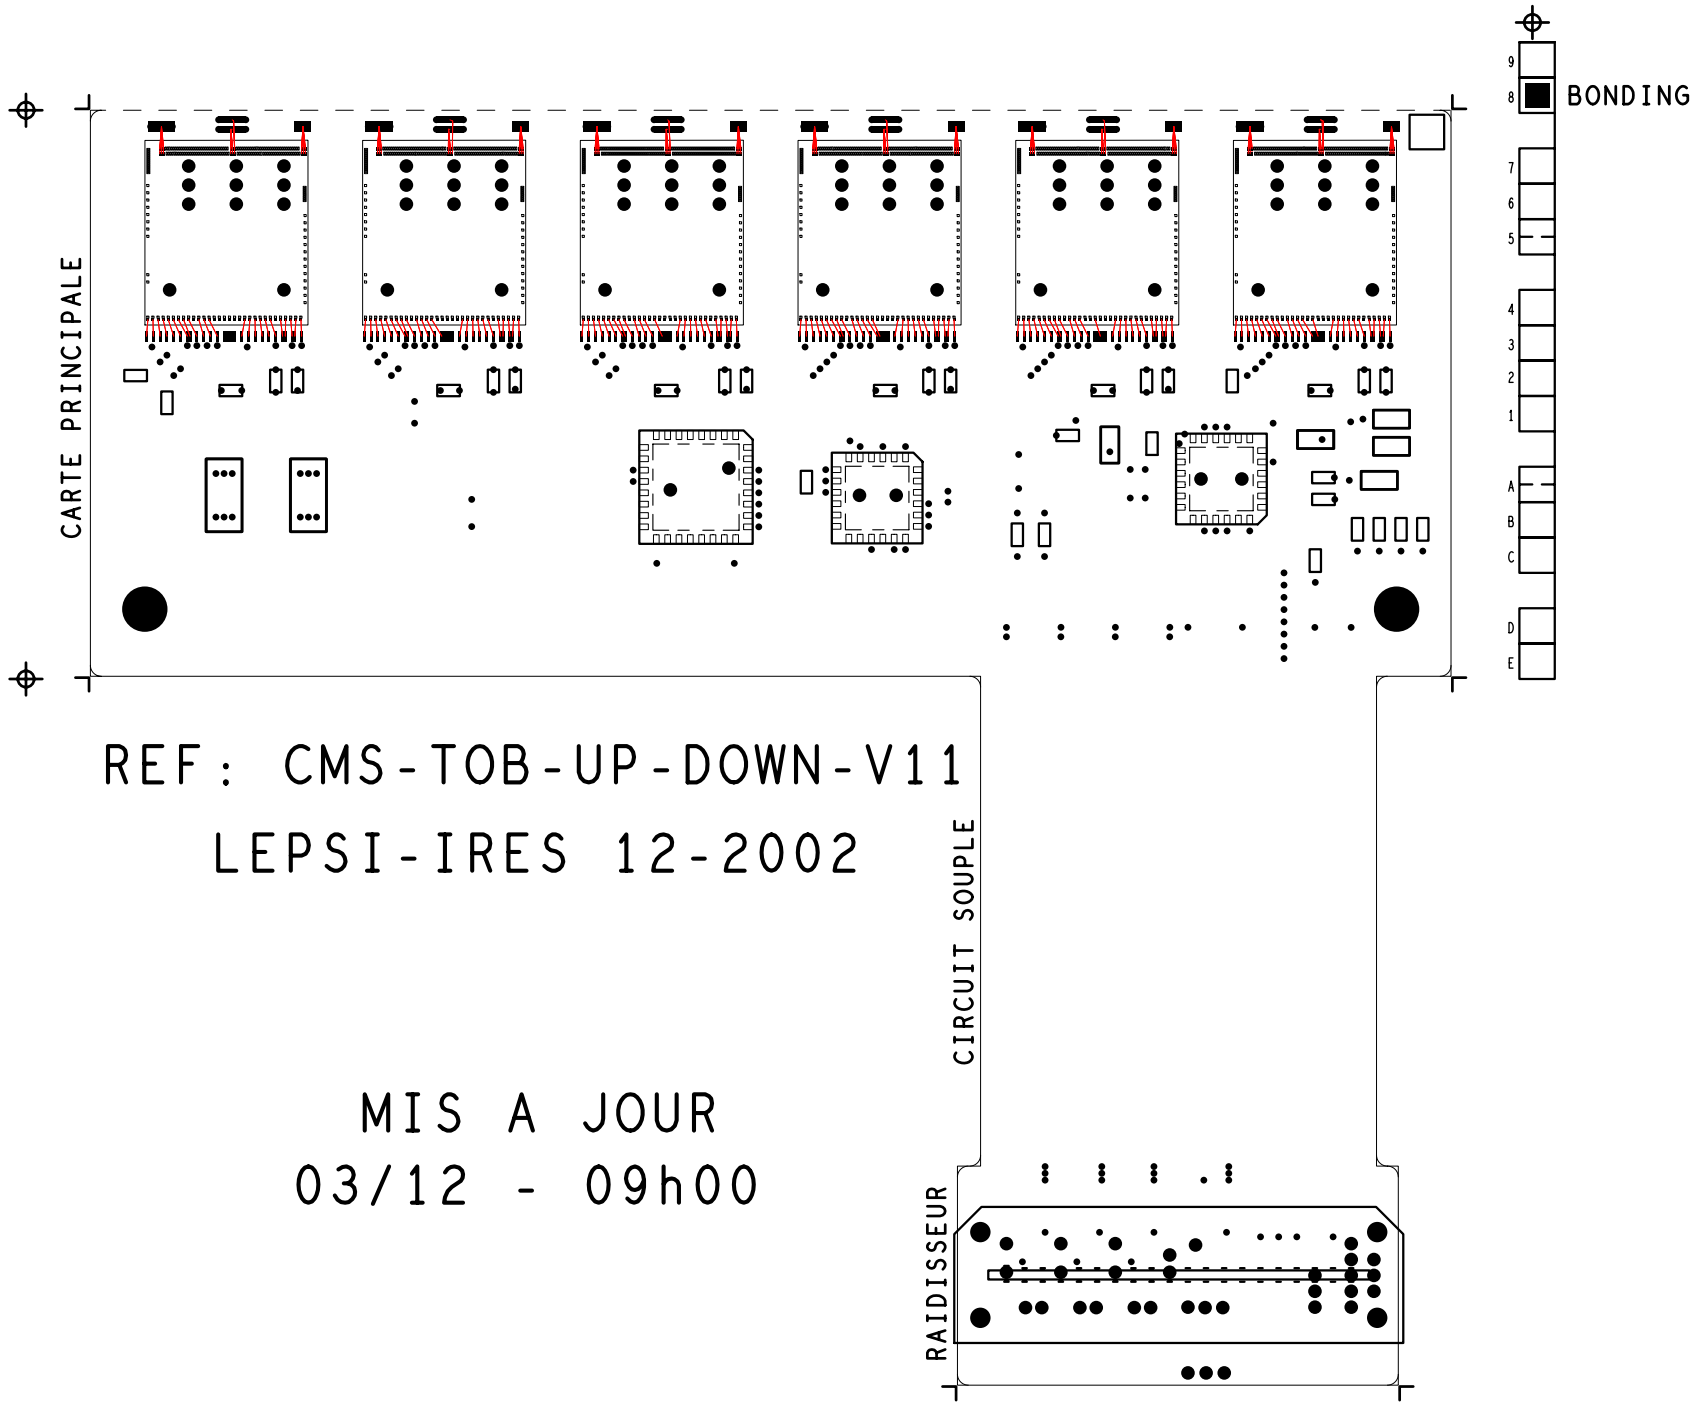 9
8 BONDING
7
6
5
4
3
2
1
A
B
C
D
E
CARTE PRINCIPALE
REF: CMS-TOB-UP-DOWN-V11
LEPSI-IRES 12-2002
CIRCUIT SOUPLE
MIS A JOUR
03/12 - 09h00
RAIDISSEUR